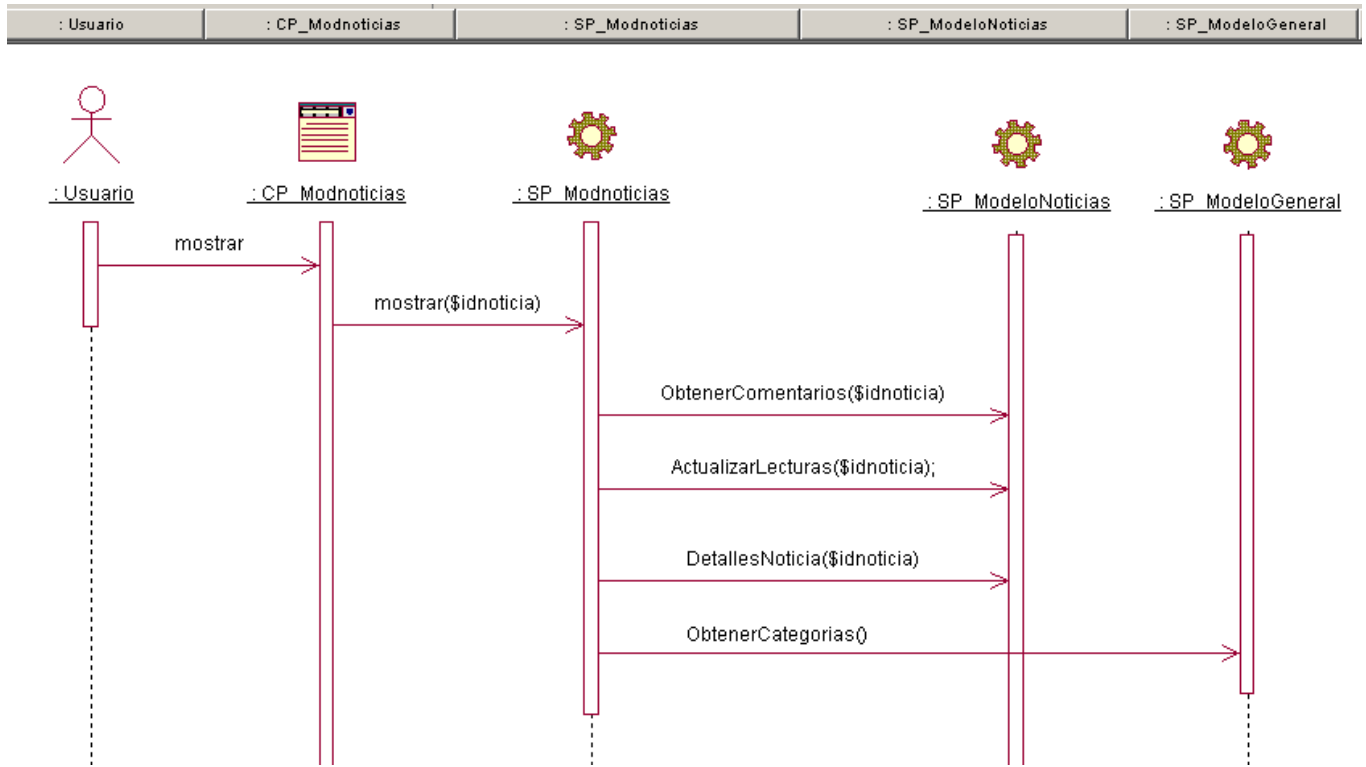 : Usuario
: CP_Modnoticias
: SP_Modnoticias
: SP_ModeloNoticias
: SP_ModeloGeneral
: Usuario
: CP_Modnoticias
: SP_Modnoticias
: SP_ModeloNoticias
: SP_ModeloGeneral
mostrar
mostrar($idnoticia)
ObtenerComentarios($idnoticia)
ActualizarLecturas($idnoticia);
DetallesNoticia($idnoticia)
ObtenerCategorias()